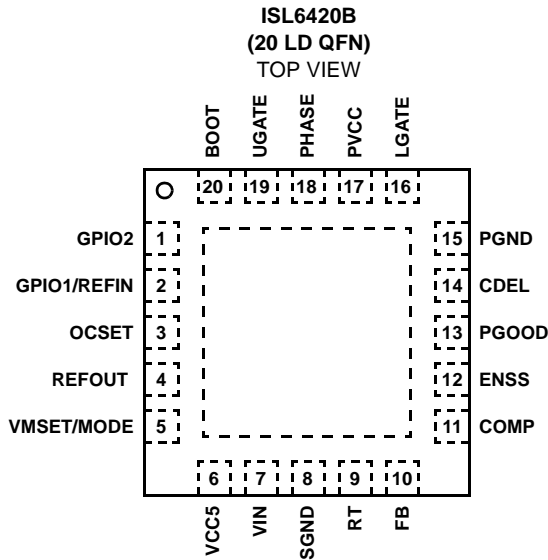 ISL6420B
(20 LD QFN)
TOP VIEW
BOOT
UGATE
PHASE
PVCC
LGATE
20
19
18
17
16
GPIO2
1
15
PGND
GPIO1/REFIN
2
14
CDEL
OCSET
3
13
PGOOD
REFOUT
4
12
ENSS
VMSET/MODE
5
11
COMP
6
7
8
9
10
VCC5
VIN
SGND
RT
FB